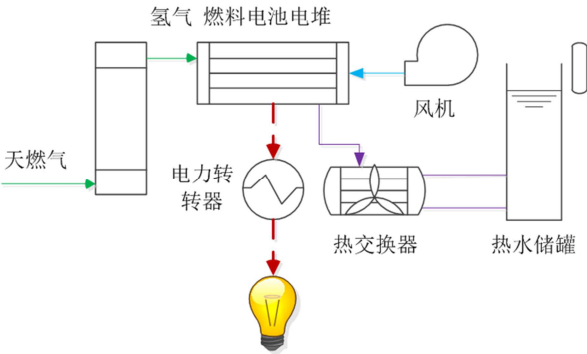 氢气 燃料电池电堆
风机
天燃气
电力转
转器
热交换器
热水储罐